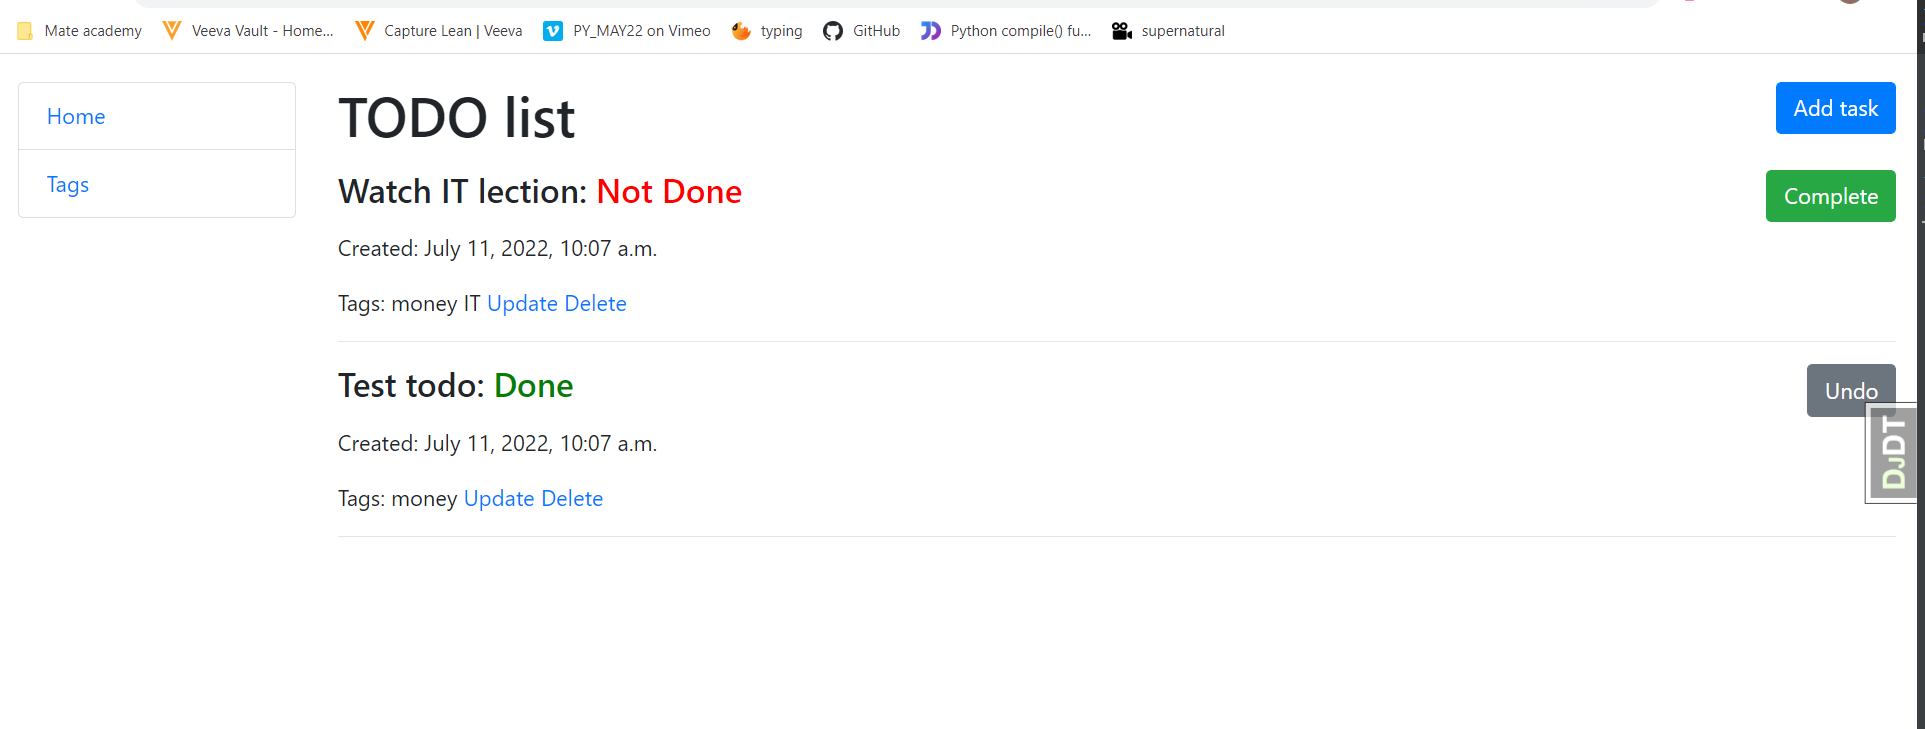 Mate academy Veeva Vault - Home... Capture Lean | Veeva PY_MAY22 on Vimeo typing GitHub Python compile() fu... supernatural
Home
Tags
TODO list
Add task
Watch IT lection: Not Done
Complete
Created: July 11, 2022, 10:07 a.m.
Tags: money IT Update Delete
Test todo: Done
Undo
Created: July 11, 2022, 10:07 a.m.
Tags: money Update Delete
DJDT